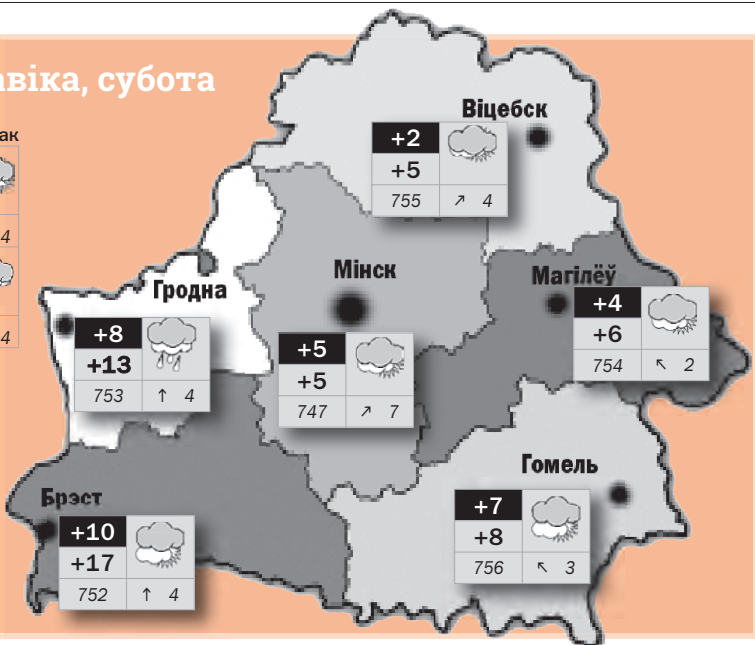 авіка, субота
ак
4
4
Віцебск
+2
+5
755 ↗ 4
Мінск
+5
+5
747 ↗ 7
Магілёў
+4
+6
754 ↖ 2
Гродна
+8
+13
753 ↑ 4
Гомель
+7
+8
756 ↖ 3
Брэст
+10
+17
752 ↑ 4